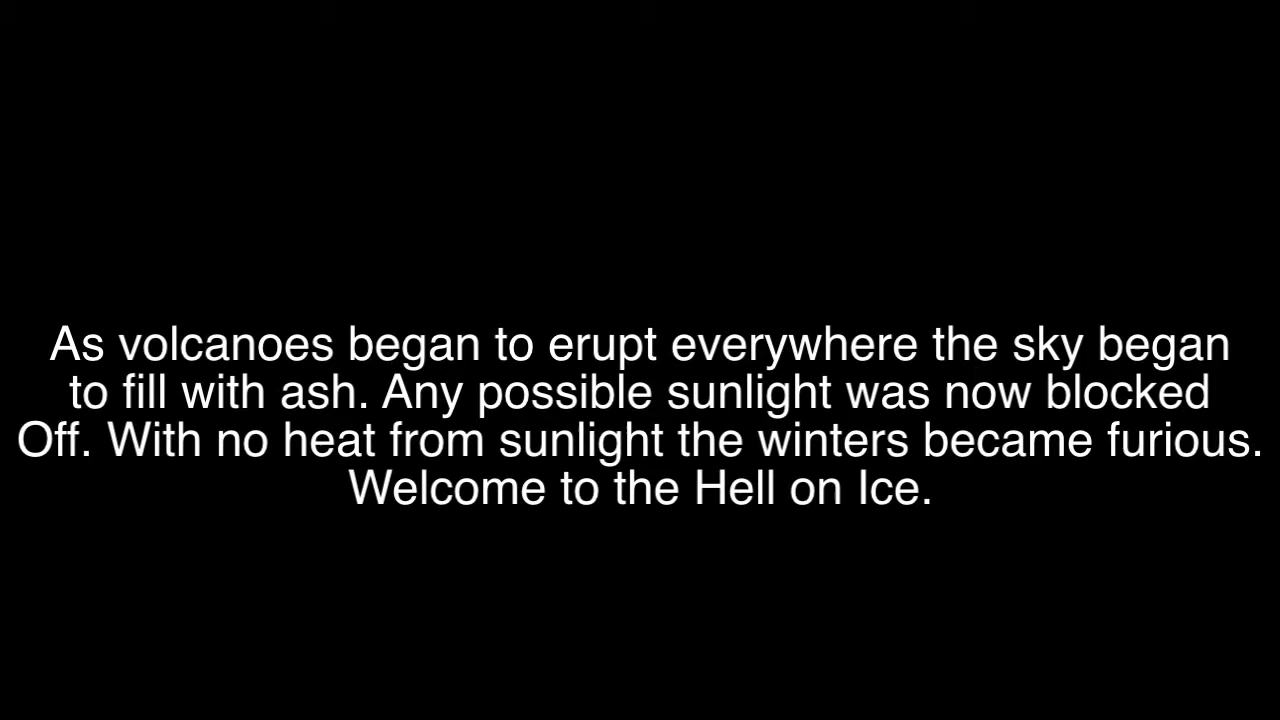 As volcanoes began to erupt everywhere the sky began
to fill with ash. Any possible sunlight was now blocked
Off. With no heat from sunlight the winters became furious.
Welcome to the Hell on Ice.